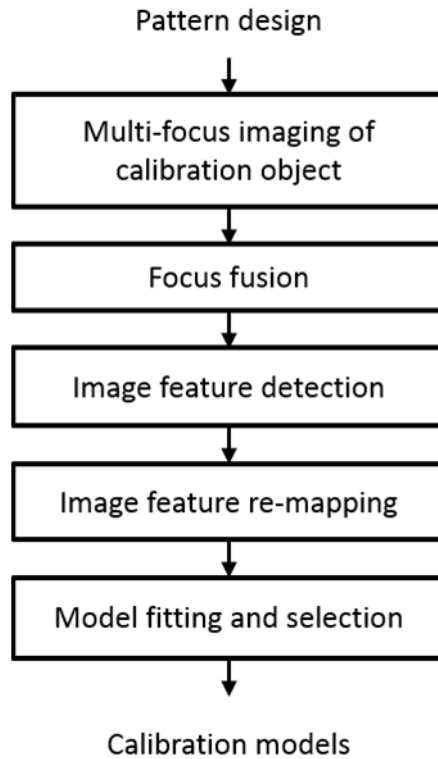 Pattern design
Multi-focus imaging of
calibration object
Focus fusion
Image feature detection
Image feature re-mapping
Model fitting and selection
Calibration models